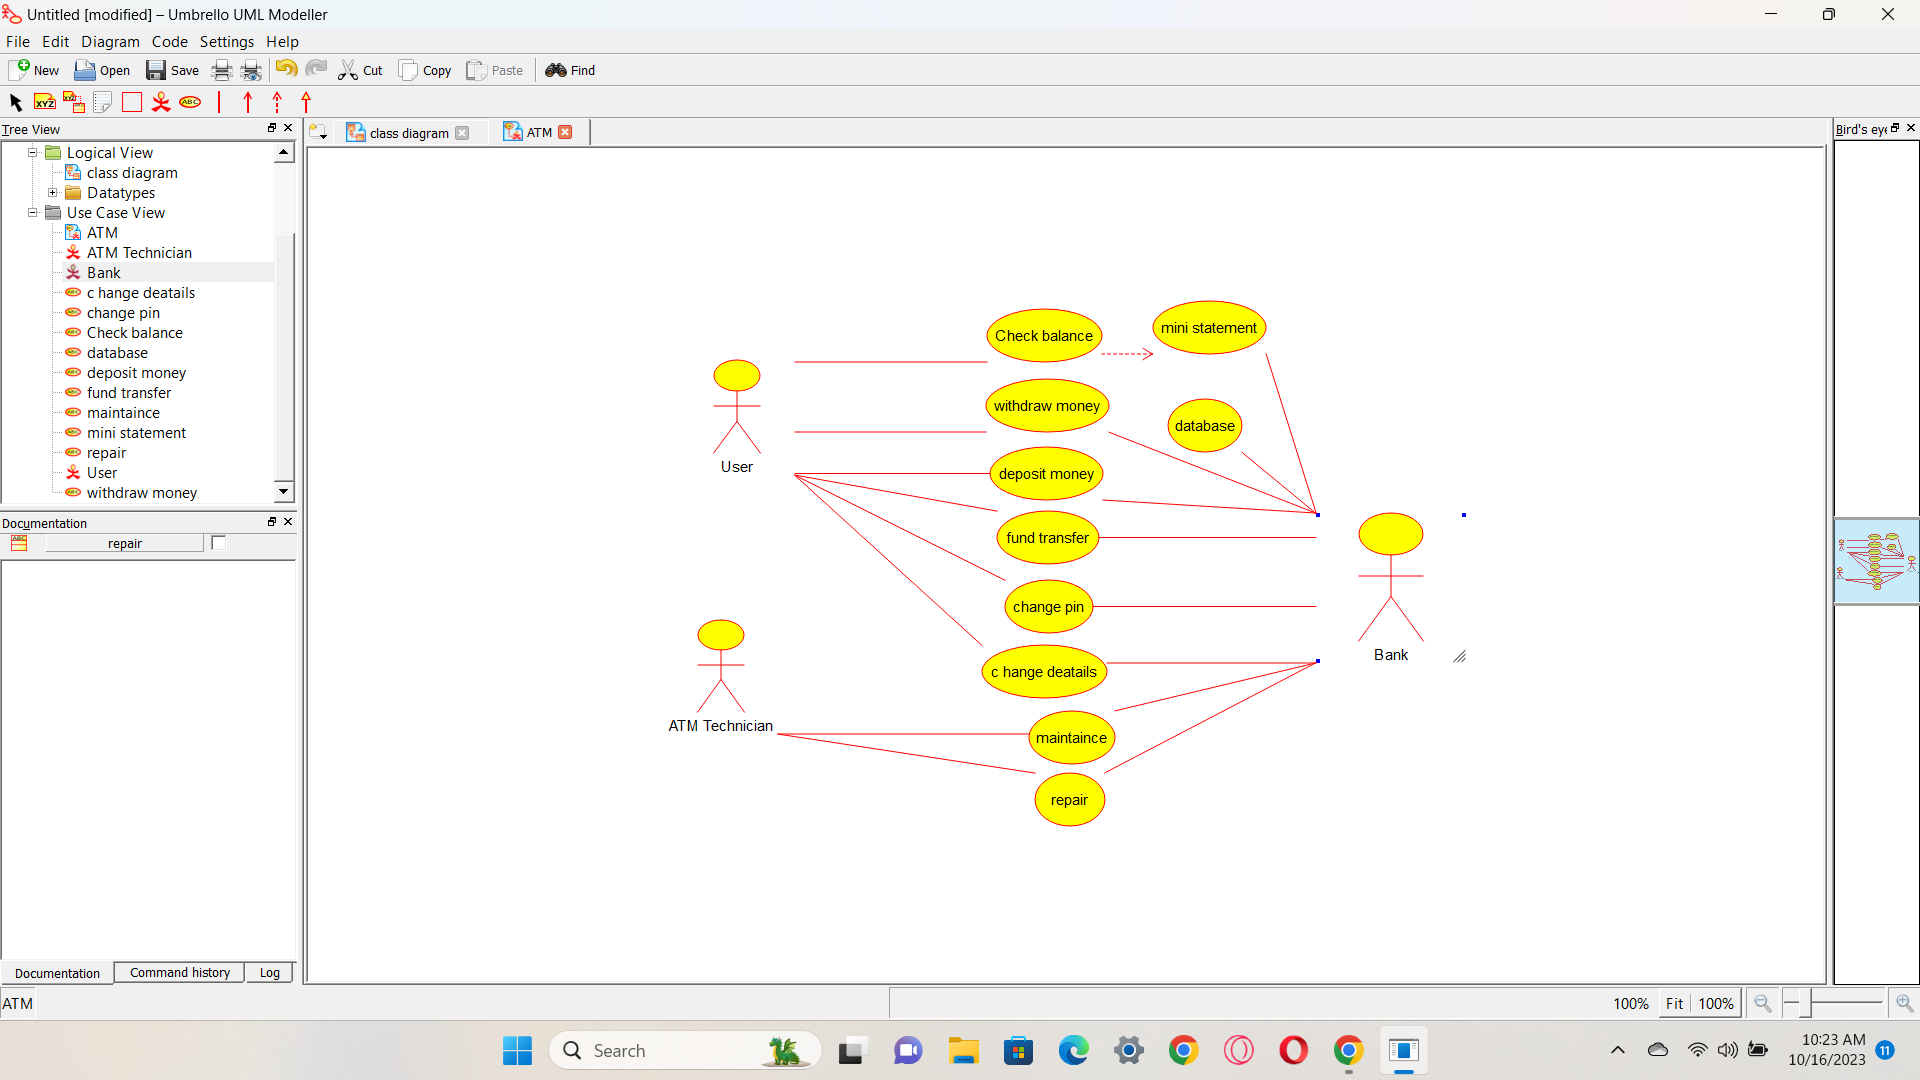 Untitled [modified] – Umbrello UML Modeller
File Edit Diagram Code Settings Help
New Open Save Cut Copy Paste Find
XYZ XYZ ABC
Tree View
Logical View
class diagram
Datatypes
Use Case View
ATM
ATM Technician
Bank
c hange deatails
change pin
Check balance
database
deposit money
fund transfer
maintaince
mini statement
repair
User
withdraw money
Documentation
repair
Documentation Command history Log
class diagram ATM
Check balance
mini statement
withdraw money
database
User
deposit money
fund transfer
change pin
Bank
c hange deatails
ATM Technician
maintaince
repair
Bird's eye
ATM
100% Fit 100%
Search
10:23 AM
10/16/2023
11